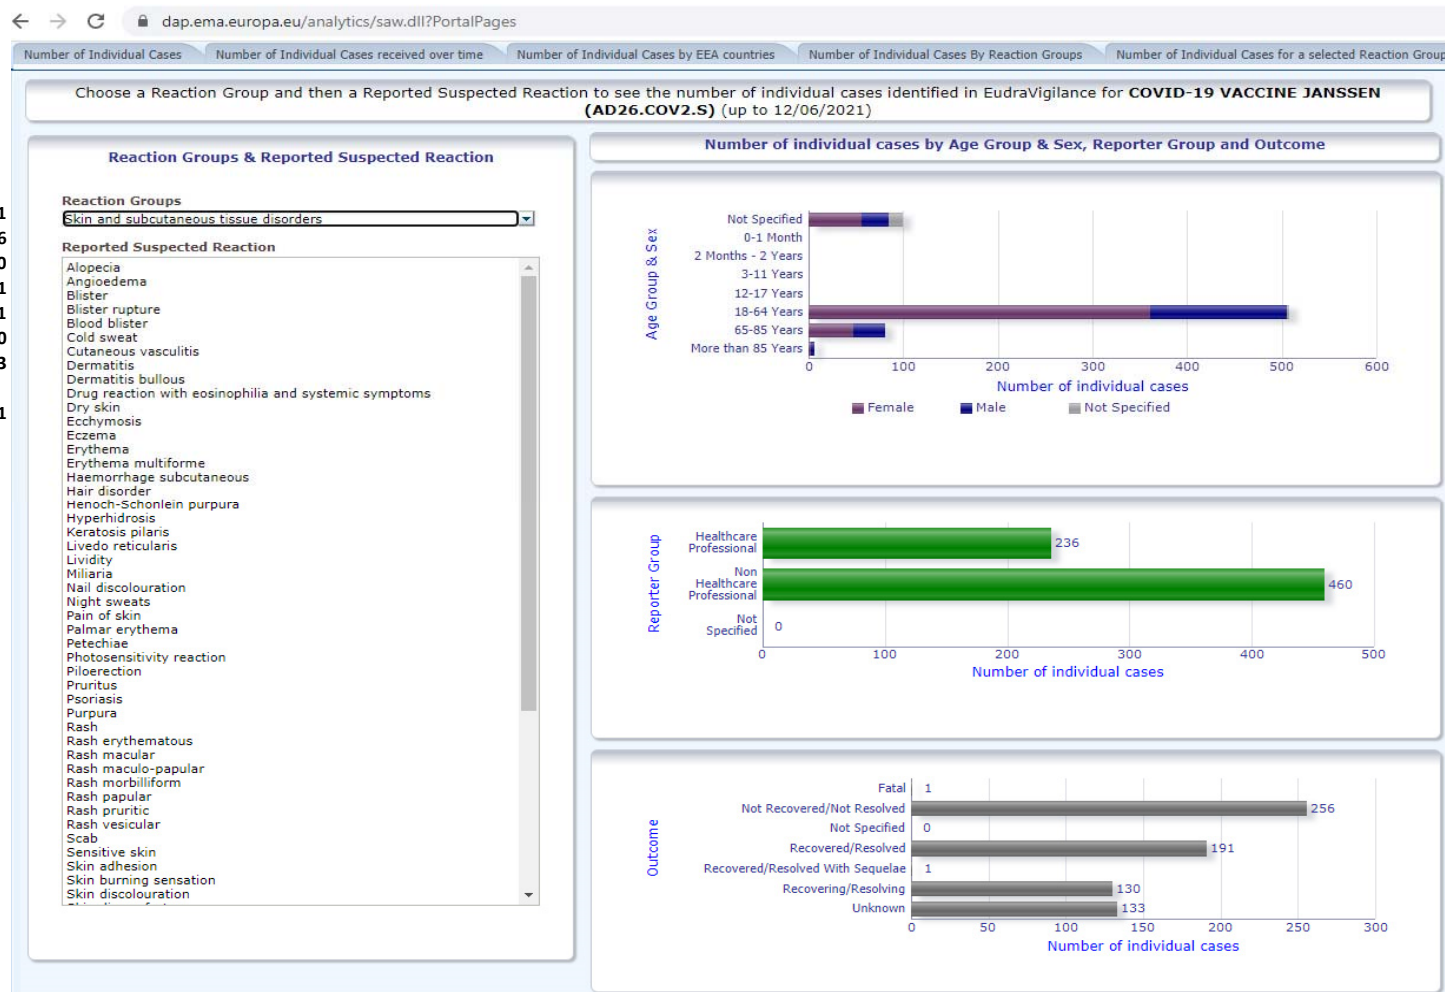 dap.ema.europa.eu/analytics/saw.dll?PortalPages
Number of Individual Cases
Number of Individual Cases received over time
Number of Individual Cases by EEA countries
Number of Individual Cases By Reaction Groups
Number of Individual Cases for a selected Reaction Group
Choose a Reaction Group and then a Reported Suspected Reaction to see the number of individual cases identified in EudraVigilance for COVID-19 VACCINE JANSSEN
(AD26.COV2.S) (up to 12/06/2021)
1
6
0
1
1
0
3
1
Reaction Groups & Reported Suspected Reaction
Reaction Groups
Skin and subcutaneous tissue disorders
Reported Suspected Reaction
Alopecia
Angioedema
Blister
Blister rupture
Blood blister
Cold sweat
Cutaneous vasculitis
Dermatitis
Dermatitis bullous
Drug reaction with eosinophilia and systemic symptoms
Dry skin
Ecchymosis
Eczema
Erythema
Erythema multiforme
Haemorrhage subcutaneous
Hair disorder
Henoch-Schonlein purpura
Hyperhidrosis
Keratosis pilaris
Livedo reticularis
Lividity
Miliaria
Nail discolouration
Night sweats
Pain of skin
Palmar erythema
Petechiae
Photosensitivity reaction
Piloerection
Pruritus
Psoriasis
Purpura
Rash
Rash erythematous
Rash macular
Rash maculo-papular
Rash morbilliform
Rash papular
Rash pruritic
Rash vesicular
Scab
Sensitive skin
Skin adhesion
Skin burning sensation
Skin discolouration
Number of individual cases by Age Group & Sex, Reporter Group and Outcome
Age Group & Sex
Not Specified
0-1 Month
2 Months - 2 Years
3-11 Years
12-17 Years
18-64 Years
65-85 Years
More than 85 Years
0 100 200 300 400 500 600
Number of individual cases
Female Male Not Specified
Reporter Group
Healthcare
Professional
236
Non
Healthcare
Professional
460
Not
Specified
0
0 100 200 300 400 500
Number of individual cases
Outcome
Fatal 1
Not Recovered/Not Resolved 256
Not Specified 0
Recovered/Resolved 191
Recovered/Resolved With Sequelae 1
Recovering/Resolving 130
Unknown 133
0 50 100 150 200 250 300
Number of individual cases